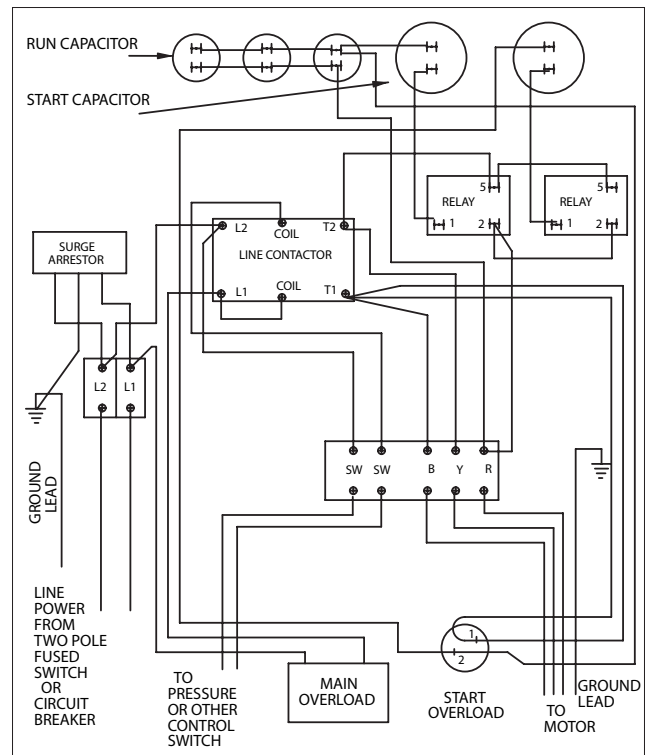 RUN CAPACITOR
START CAPACITOR
5
5
RELAY
RELAY
1
2
1
2
L2
COIL
T2
LINE CONTACTOR
COIL
L1
T1
SURGE
ARRESTOR
L2
L1
SW
SW
B
Y
R
GROUND
LEAD
LINE
POWER
FROM
TWO POLE
FUSED
SWITCH
OR
CIRCUIT
BREAKER
TO
PRESSURE
OR OTHER
CONTROL
SWITCH
MAIN
OVERLOAD
1
2
START
OVERLOAD
TO
MOTOR
GROUND
LEAD